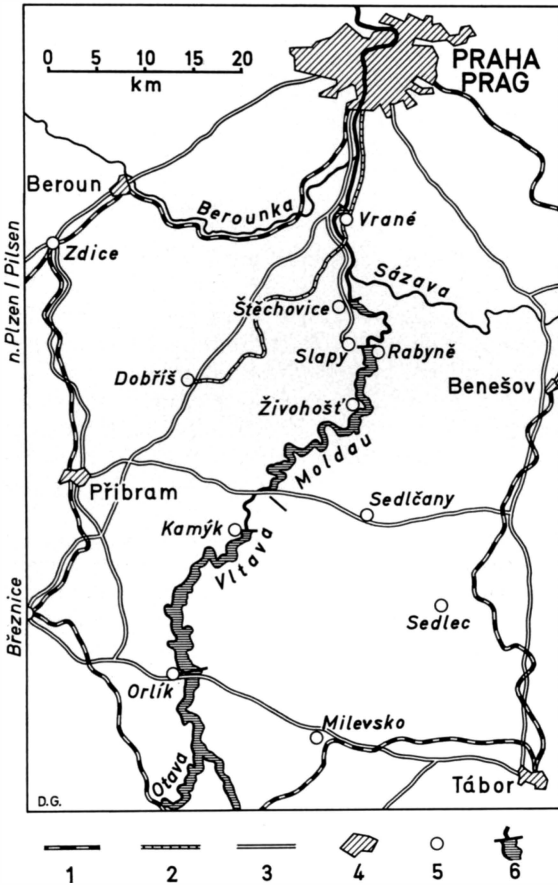 PRAHA
PRAG
0 5 10 15 20
km
Beroun
Berounka
Vrané
Zdice
Sázava
n. Plzen / Pilsen
Štěchovice
Slapy
Rabyně
Dobříš
Benešov
Živohošť
Moldau
Příbram
Sedlčany
Kamýk
Vltava
Březnice
Sedlec
Orlík
Milevsko
Otava
Tábor
D.G.
1 2 3 4 5 6